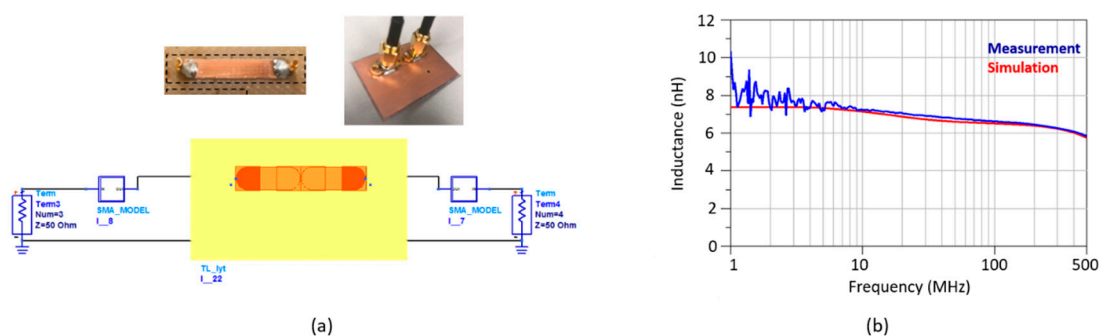 Term
Term3
Num=3
Z=50 Ohm
SMA_MODEL
I__8
TL_lyt
I__22
SMA_MODEL
I__7
Term
Term4
Num=4
Z=50 Ohm
(a)
(b)
Inductance (nH)
12
10
8
6
4
2
0
Measurement
Simulation
1
10
100
500
Frequency (MHz)